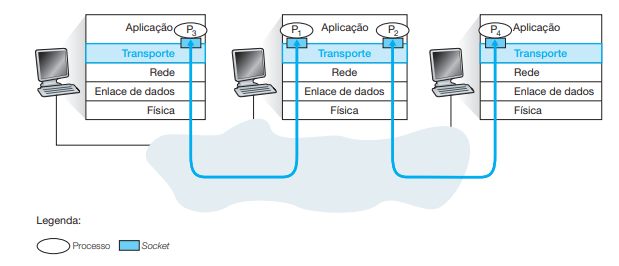 Aplicação P3
Transporte
Rede
Enlace de dados
Física
P1 Aplicação P2
Transporte
Rede
Enlace de dados
Física
P4 Aplicação
Transporte
Rede
Enlace de dados
Física
Legenda:
Processo Socket